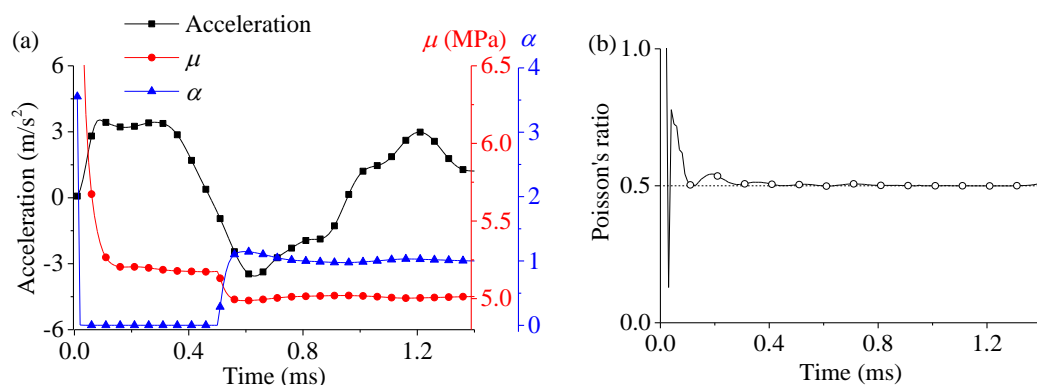 (a)
Acceleration
μ
α
μ (MPa)
α
Acceleration (m/s²)
6
3
0
-3
-6
6.5
6.0
5.5
5.0
4
3
2
1
0
0.0
0.4
0.8
1.2
Time (ms)
(b)
Poisson's ratio
1.0
0.5
0.0
0.0
0.4
0.8
1.2
Time (ms)